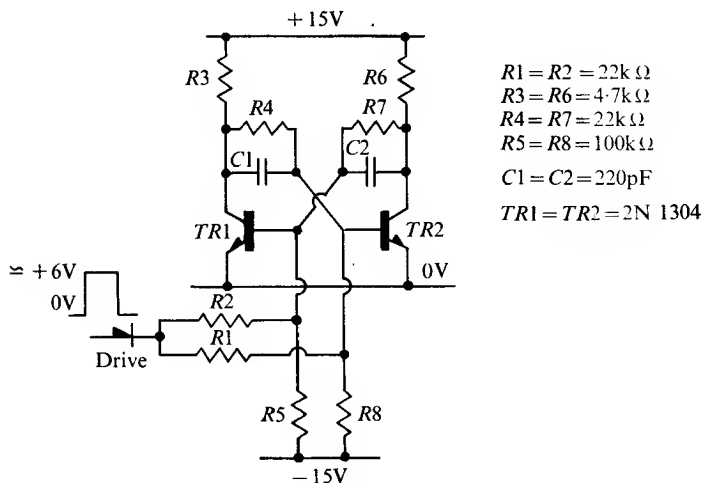 +15V
R3
R6
R4
R7
C1
C2
TR1
TR2
≃ +6V
0V
0V
R2
R1
Drive
R5
R8
−15V
R1=R2=22kΩ
R3=R6=4·7kΩ
R4=R7=22kΩ
R5=R8=100kΩ
C1=C2=220pF
TR1=TR2=2N 1304